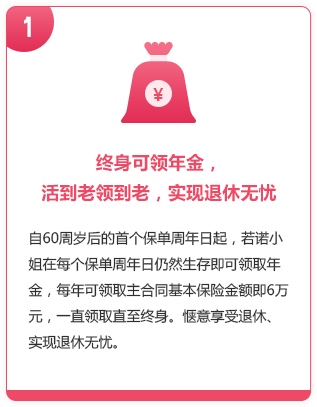 1
¥
终身可领年金，
活到老领到老，实现退休无忧
自60周岁后的首个保单周年日起，若诺小
姐在每个保单周年日仍然生存即可领取年
金，每年可领取主合同基本保险金额即6万
元，一直领取直至终身。惬意享受退休、
实现退休无忧。